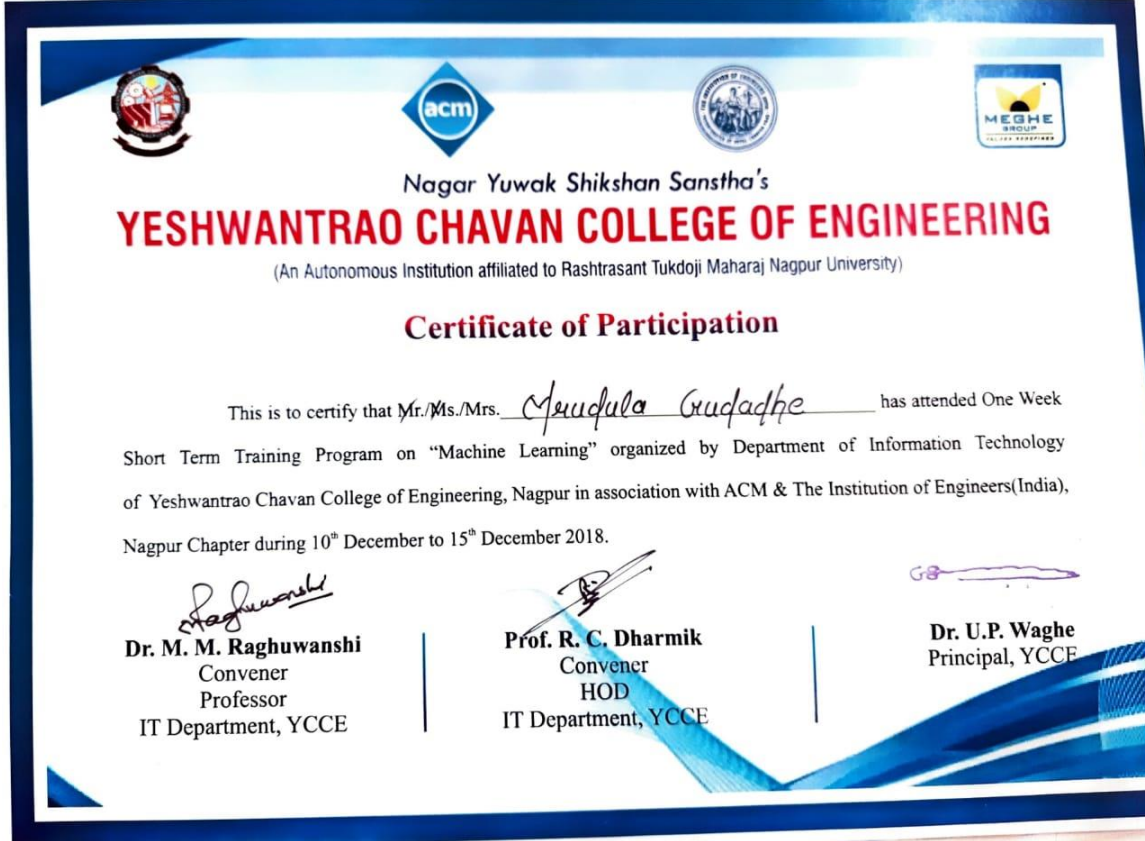 acm
MEGHE
GROUP
Nagar Yuwak Shikshan Sanstha's
YESHWANTRAO CHAVAN COLLEGE OF ENGINEERING
(An Autonomous Institution affiliated to Rashtrasant Tukdoji Maharaj Nagpur University)
Certificate of Participation
This is to certify that Mr./Ms./Mrs. Mrudula Gudadhe has attended One Week
Short Term Training Program on “Machine Learning” organized by Department of Information Technology
of Yeshwantrao Chavan College of Engineering, Nagpur in association with ACM & The Institution of Engineers(India),
Nagpur Chapter during 10th December to 15th December 2018.
Raghuwanshi
Dr. M. M. Raghuwanshi
Convener
Professor
IT Department, YCCE
Prof. R. C. Dharmik
Convener
HOD
IT Department, YCCE
Dr. U.P. Waghe
Principal, YCCE